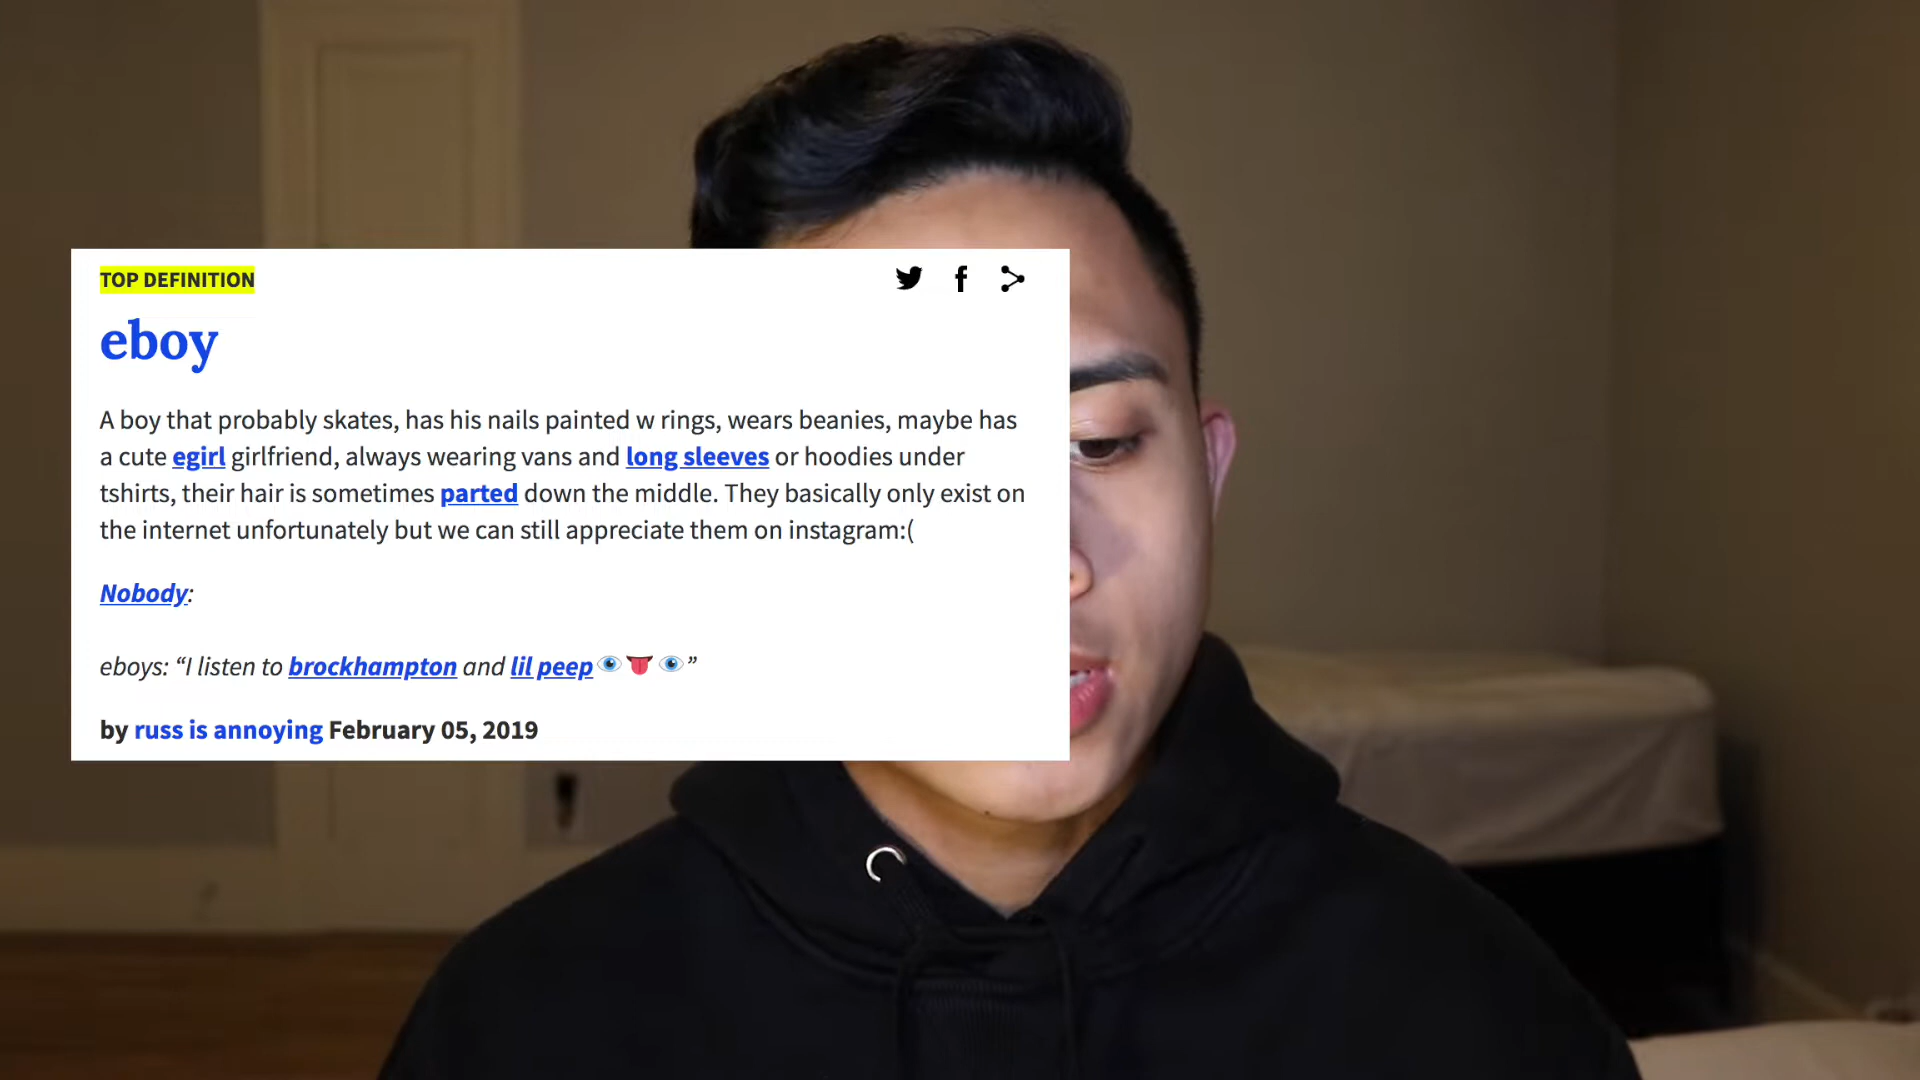 TOP DEFINITION
eboy
A boy that probably skates, has his nails painted w rings, wears beanies, maybe has
a cute egirl girlfriend, always wearing vans and long sleeves or hoodies under
tshirts, their hair is sometimes parted down the middle. They basically only exist on
the internet unfortunately but we can still appreciate them on instagram:(
Nobody:
eboys: “I listen to brockhampton and lil peep👁👅👁”
by russ is annoying February 05, 2019